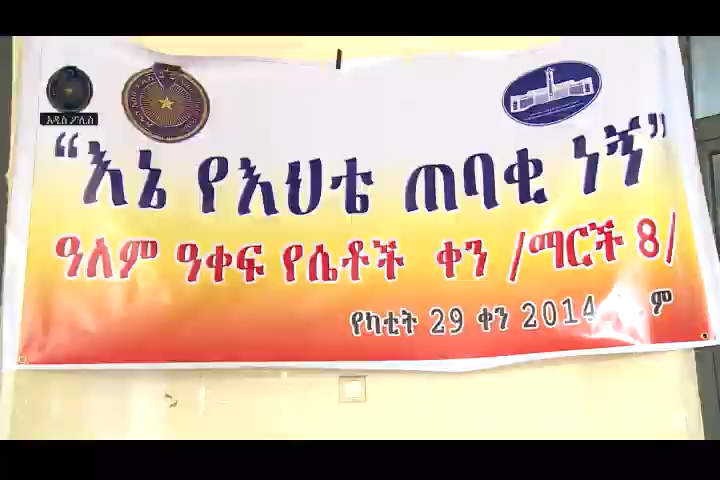 አዲስ ፖሊስ
“እኔ የእህቴ ጠባቂ ነኝ”
ዓለም ዓቀፍ የሴቶች ቀን /ማርች 8/
የካቲት 29 ቀን 2014 ም